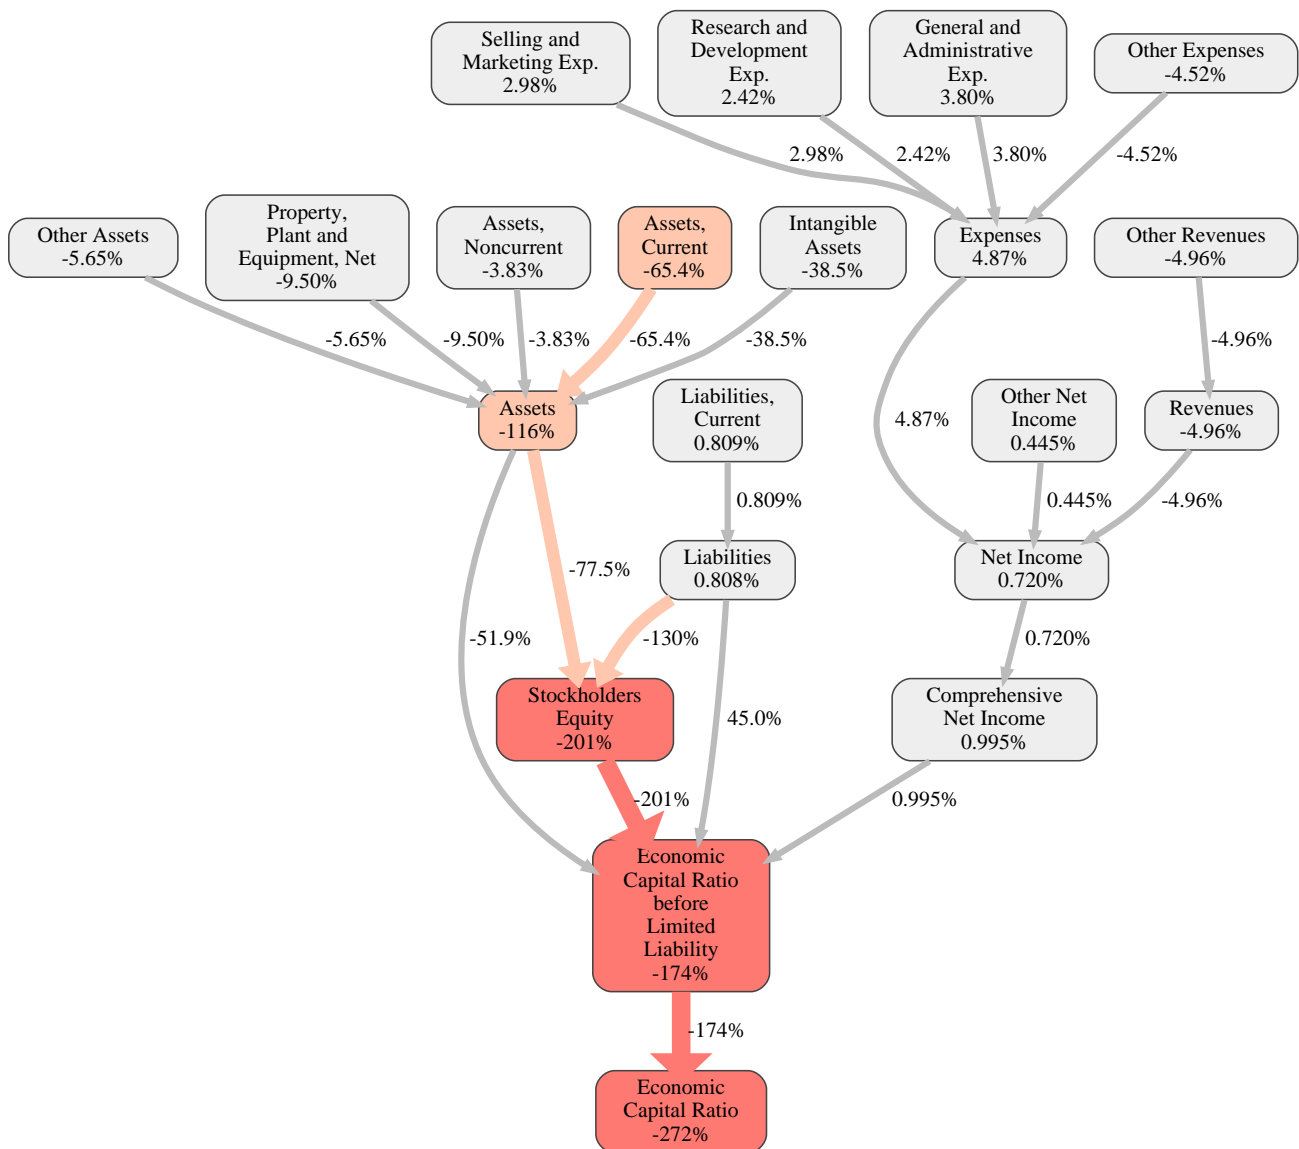 Selling and
Marketing Exp.
2.98%
Research and
Development
Exp.
2.42%
General and
Administrative
Exp.
3.80%
Other Expenses
-4.52%
2.98%
2.42%
3.80%
-4.52%
Other Assets
-5.65%
Property,
Plant and
Equipment, Net
-9.50%
Assets,
Noncurrent
-3.83%
Assets,
Current
-65.4%
Intangible
Assets
-38.5%
Expenses
4.87%
Other Revenues
-4.96%
-5.65%
-9.50%
-3.83%
-65.4%
-38.5%
-4.96%
Assets
-116%
Liabilities,
Current
0.809%
4.87%
Other Net
Income
0.445%
Revenues
-4.96%
0.809%
0.445%
-4.96%
-77.5%
Liabilities
0.808%
Net Income
0.720%
-51.9%
-130%
0.720%
Stockholders
Equity
-201%
45.0%
Comprehensive
Net Income
0.995%
-201%
0.995%
Economic
Capital Ratio
before
Limited
Liability
-174%
-174%
Economic
Capital Ratio
-272%